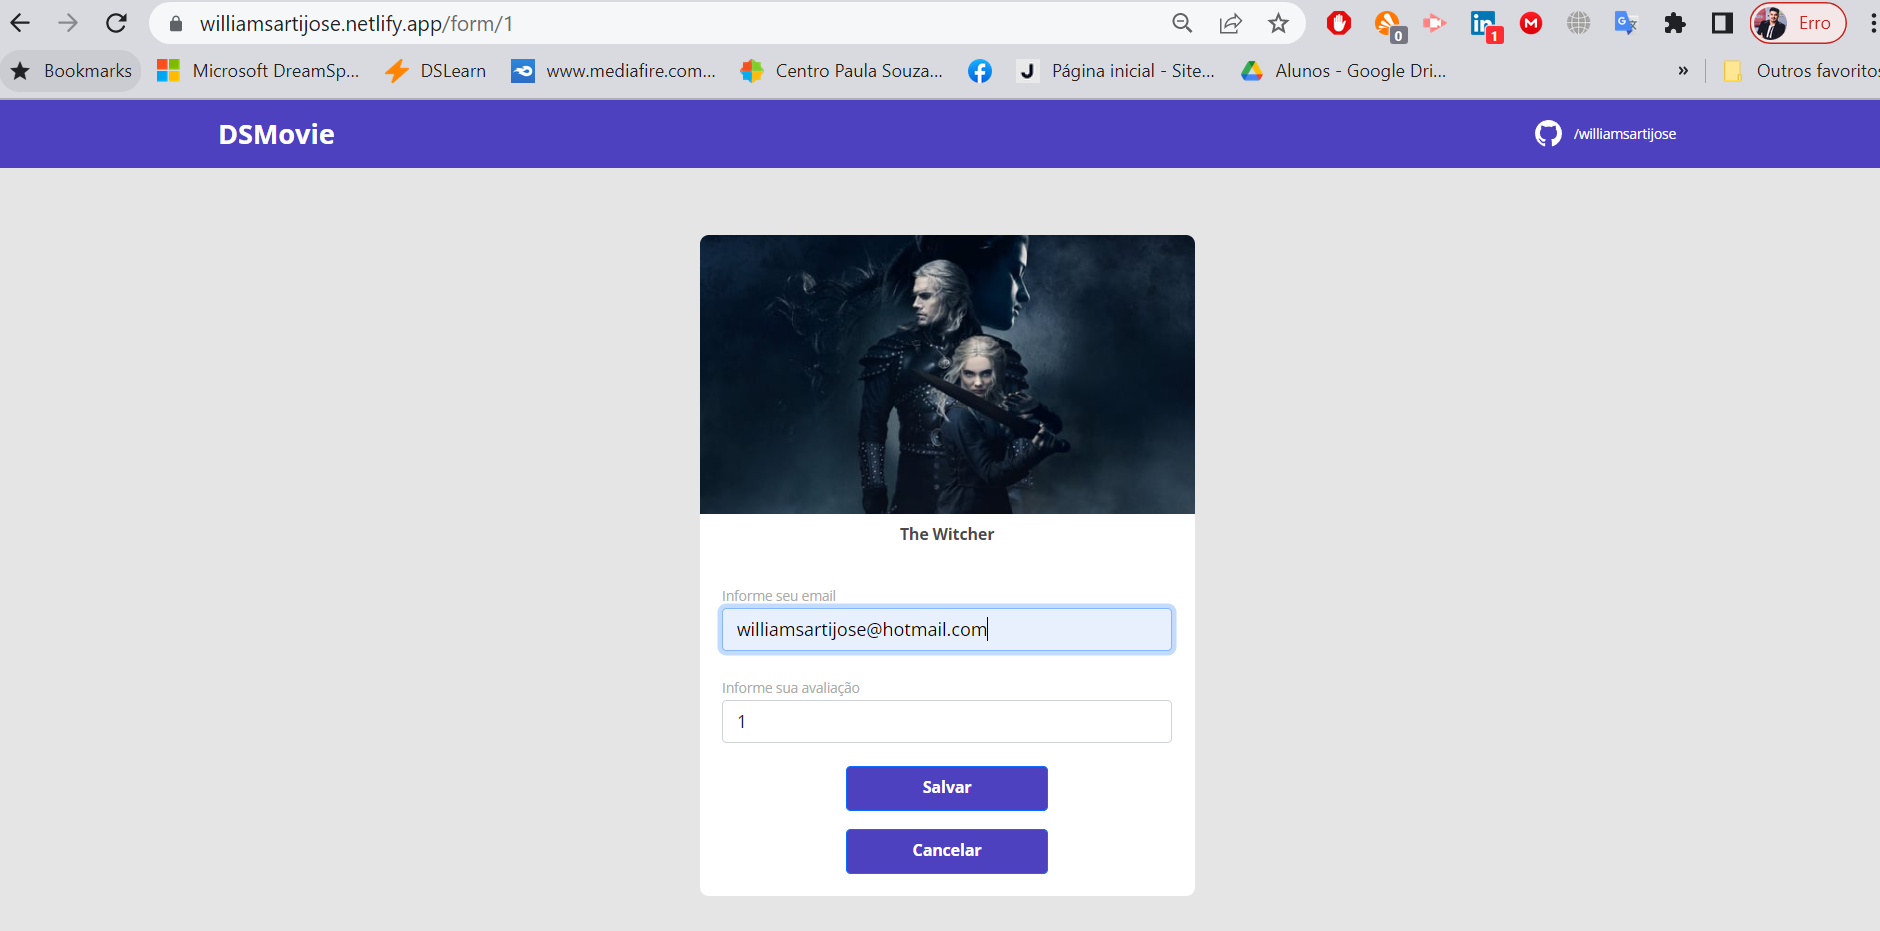 williamsartijose.netlify.app/form/1
0
1
M
Erro
Bookmarks
Microsoft DreamSp...
DSLearn
www.mediafire.com...
Centro Paula Souza...
J
Página inicial - Site...
Alunos - Google Dri...
»
Outros favoritos
DSMovie
/williamsartijose
The Witcher
Informe seu email
williamsartijose@hotmail.com
Informe sua avaliação
1
Salvar
Cancelar